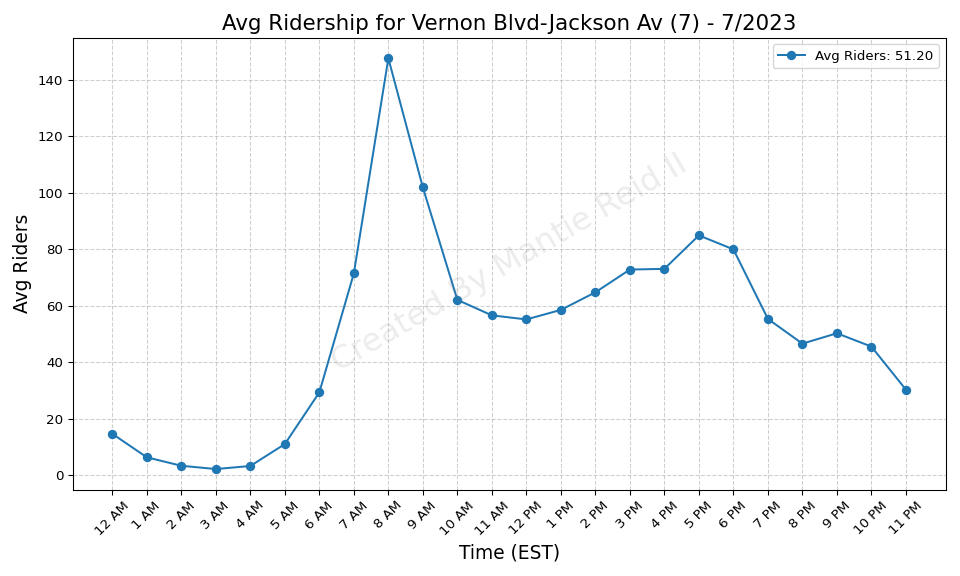 Avg Ridership for Vernon Blvd-Jackson Av (7) - 7/2023
Avg Riders: 51.20
Avg Riders
140
120
100
80
60
40
20
0
Created By Mantie Reid II
12 AM
1 AM
2 AM
3 AM
4 AM
5 AM
6 AM
7 AM
8 AM
9 AM
10 AM
11 AM
12 PM
1 PM
2 PM
3 PM
4 PM
5 PM
6 PM
7 PM
8 PM
9 PM
10 PM
11 PM
Time (EST)